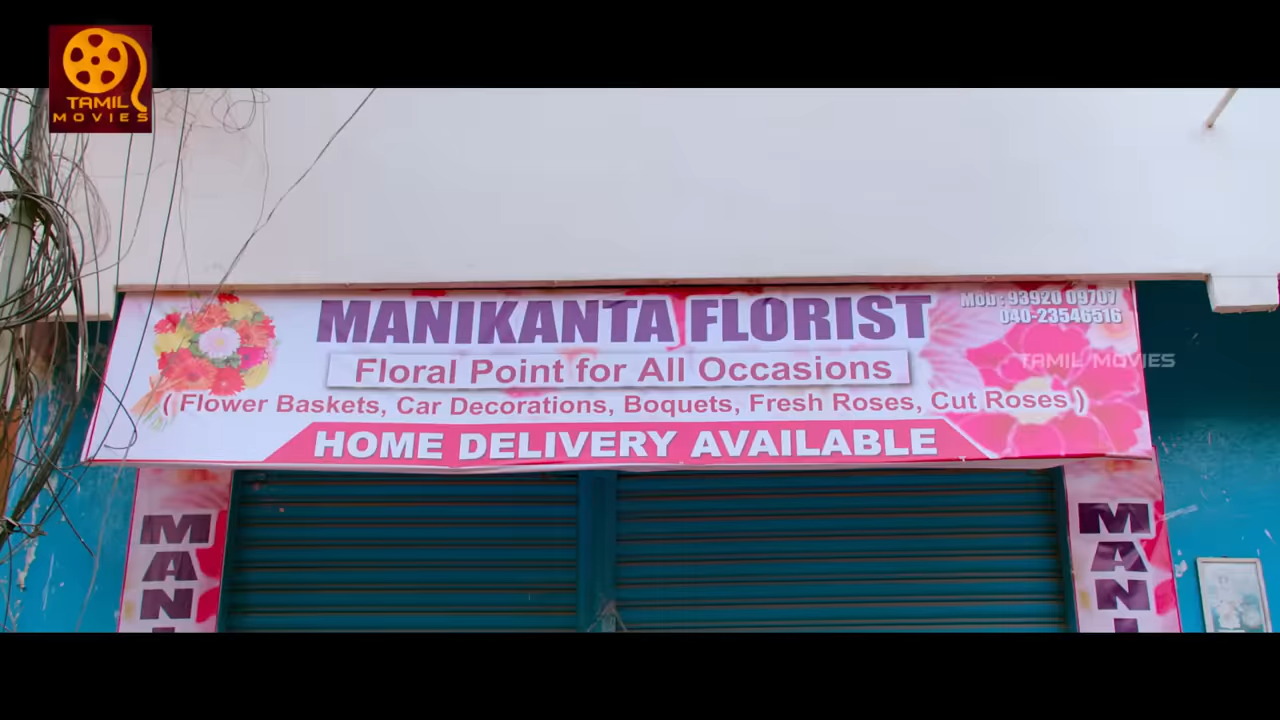 TAMIL
MOVIES
MANIKANTA FLORIST
Mob : 93920 09707
040-23546516
TAMIL MOVIES
Floral Point for All Occasions
( Flower Baskets, Car Decorations, Boquets, Fresh Roses, Cut Roses )
HOME DELIVERY AVAILABLE
MAN
MAN